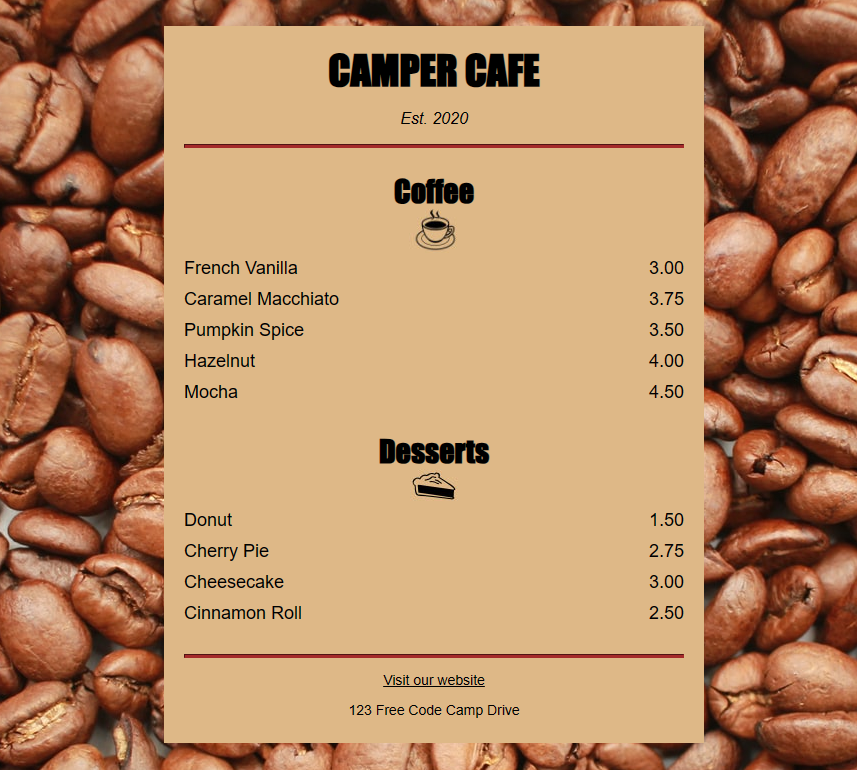 CAMPER CAFE
Est. 2020
Coffee
French Vanilla 3.00
Caramel Macchiato 3.75
Pumpkin Spice 3.50
Hazelnut 4.00
Mocha 4.50
Desserts
Donut 1.50
Cherry Pie 2.75
Cheesecake 3.00
Cinnamon Roll 2.50
Visit our website
123 Free Code Camp Drive